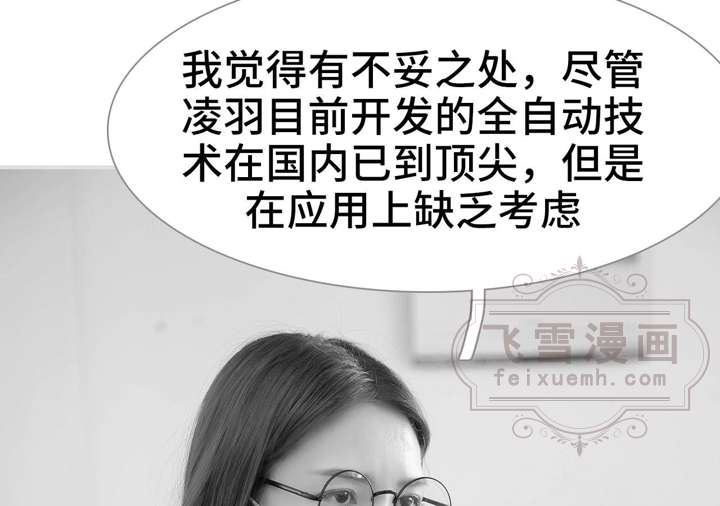 我觉得有不妥之处，尽管
凌羽目前开发的全自动技
术在国内已到顶尖，但是
在应用上缺乏考虑
飞雪漫画
feixuemh.com